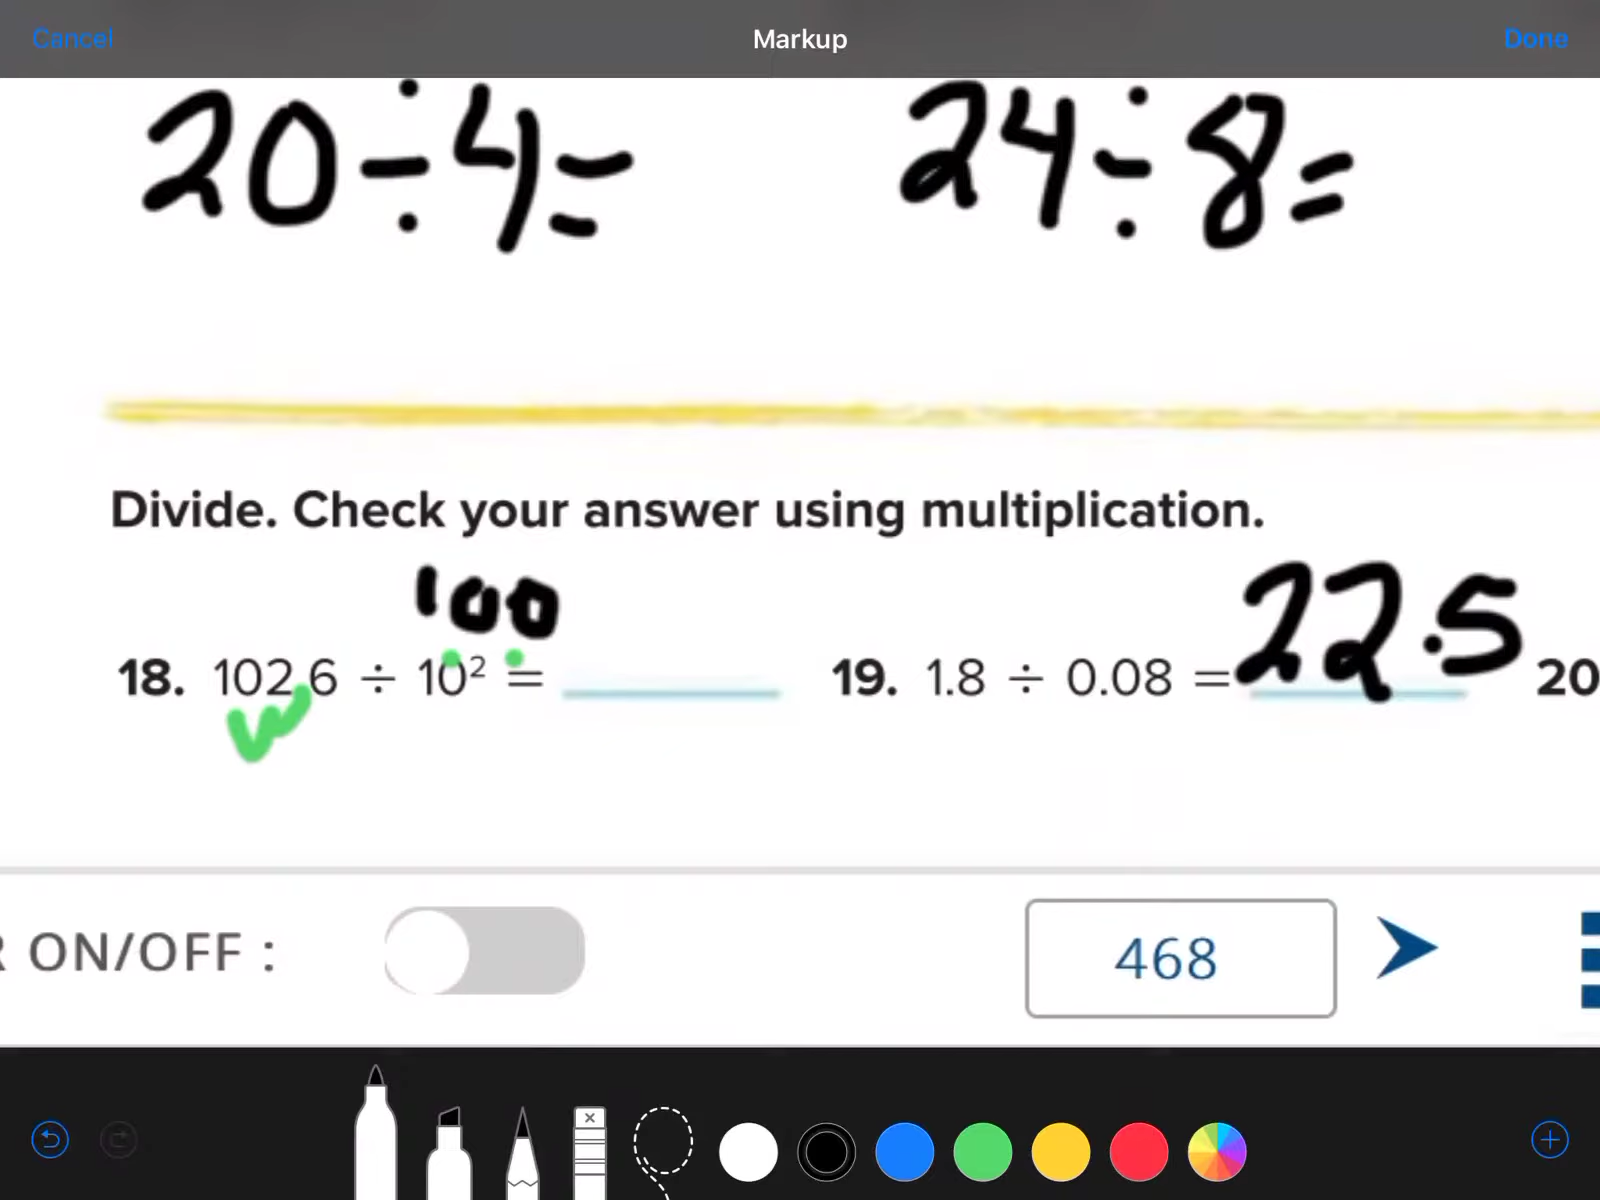 Cancel Markup Done
20 ÷ 4 = 24 ÷ 8 =
Divide. Check your answer using multiplication.
100
18. 102.6 ÷ 10² = 19. 1.8 ÷ 0.08 = 22.5 20
R ON/OFF : 468